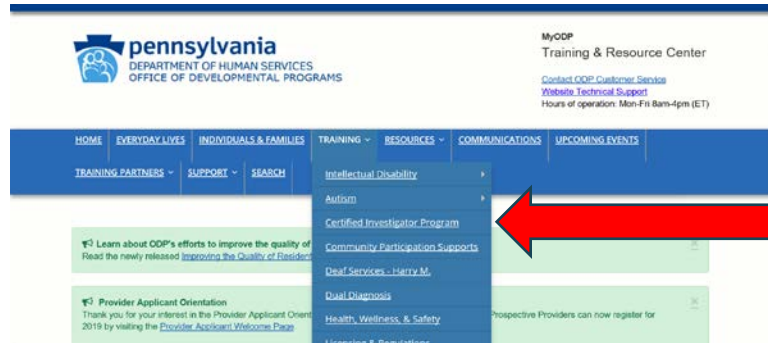 pennsylvania
DEPARTMENT OF HUMAN SERVICES
OFFICE OF DEVELOPMENTAL PROGRAMS
MyODP
Training & Resource Center
Contact ODP Customer Service
Website Technical Support
Hours of operation: Mon-Fri 8am-4pm (ET)
HOME EVERYDAY LIVES INDIVIDUALS & FAMILIES TRAINING RESOURCES COMMUNICATIONS UPCOMING EVENTS
TRAINING PARTNERS SUPPORT SEARCH
Intellectual Disability
Autism
Certified Investigator Program
Community Participation Supports
Deaf Services - Harry M.
Dual Diagnosis
Health, Wellness, & Safety
Licensing & Regulations
Learn about ODP's efforts to improve the quality of
Read the newly released Improving the Quality of Resident
Provider Applicant Orientation
Thank you for your interest in the Provider Applicant Orient Prospective Providers can now register for
2019 by visiting the Provider Applicant Welcome Page